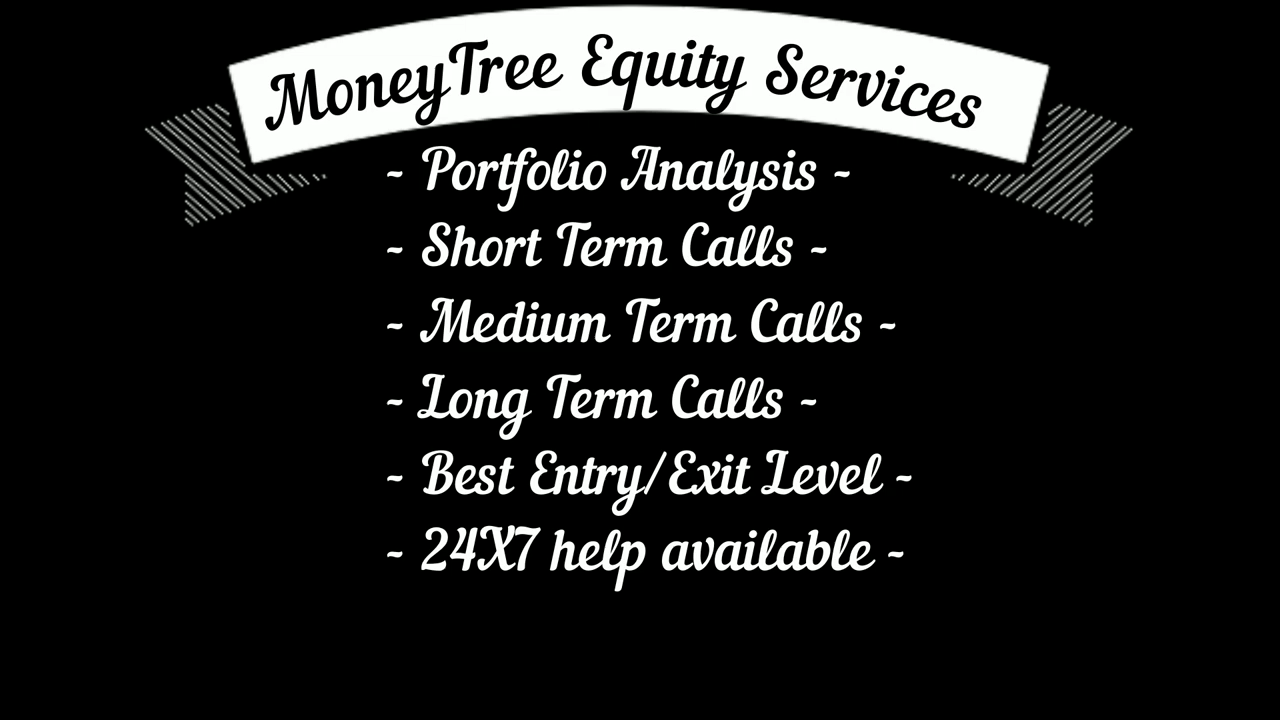 MoneyTree Equity Services
~ Portfolio Analysis ~
~ Short Term Calls ~
~ Medium Term Calls ~
~ Long Term Calls ~
~ Best Entry/Exit Level ~
~ 24X7 help available ~